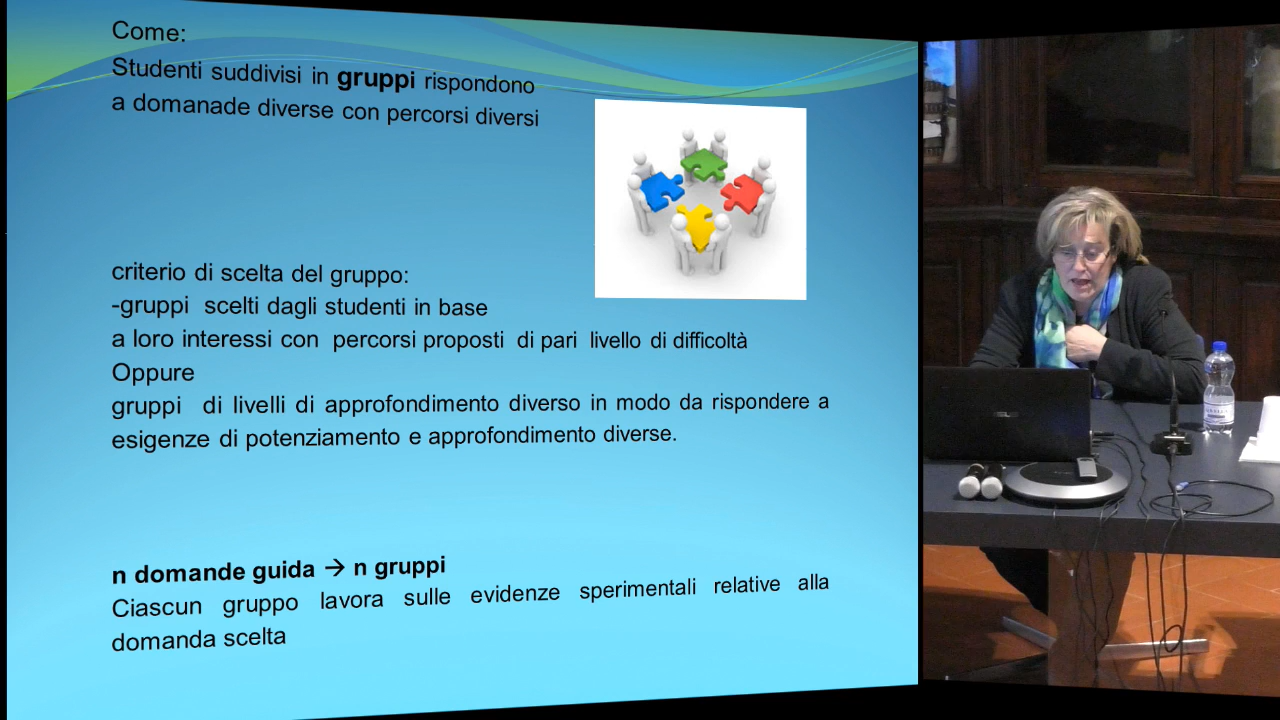 Come:
Studenti suddivisi in gruppi rispondono
a domanade diverse con percorsi diversi
criterio di scelta del gruppo:
-gruppi scelti dagli studenti in base
a loro interessi con percorsi proposti di pari livello di difficoltà
Oppure
gruppi di livelli di approfondimento diverso in modo da rispondere a
esigenze di potenziamento e approfondimento diverse.
n domande guida → n gruppi
Ciascun gruppo lavora sulle evidenze sperimentali relative alla
domanda scelta